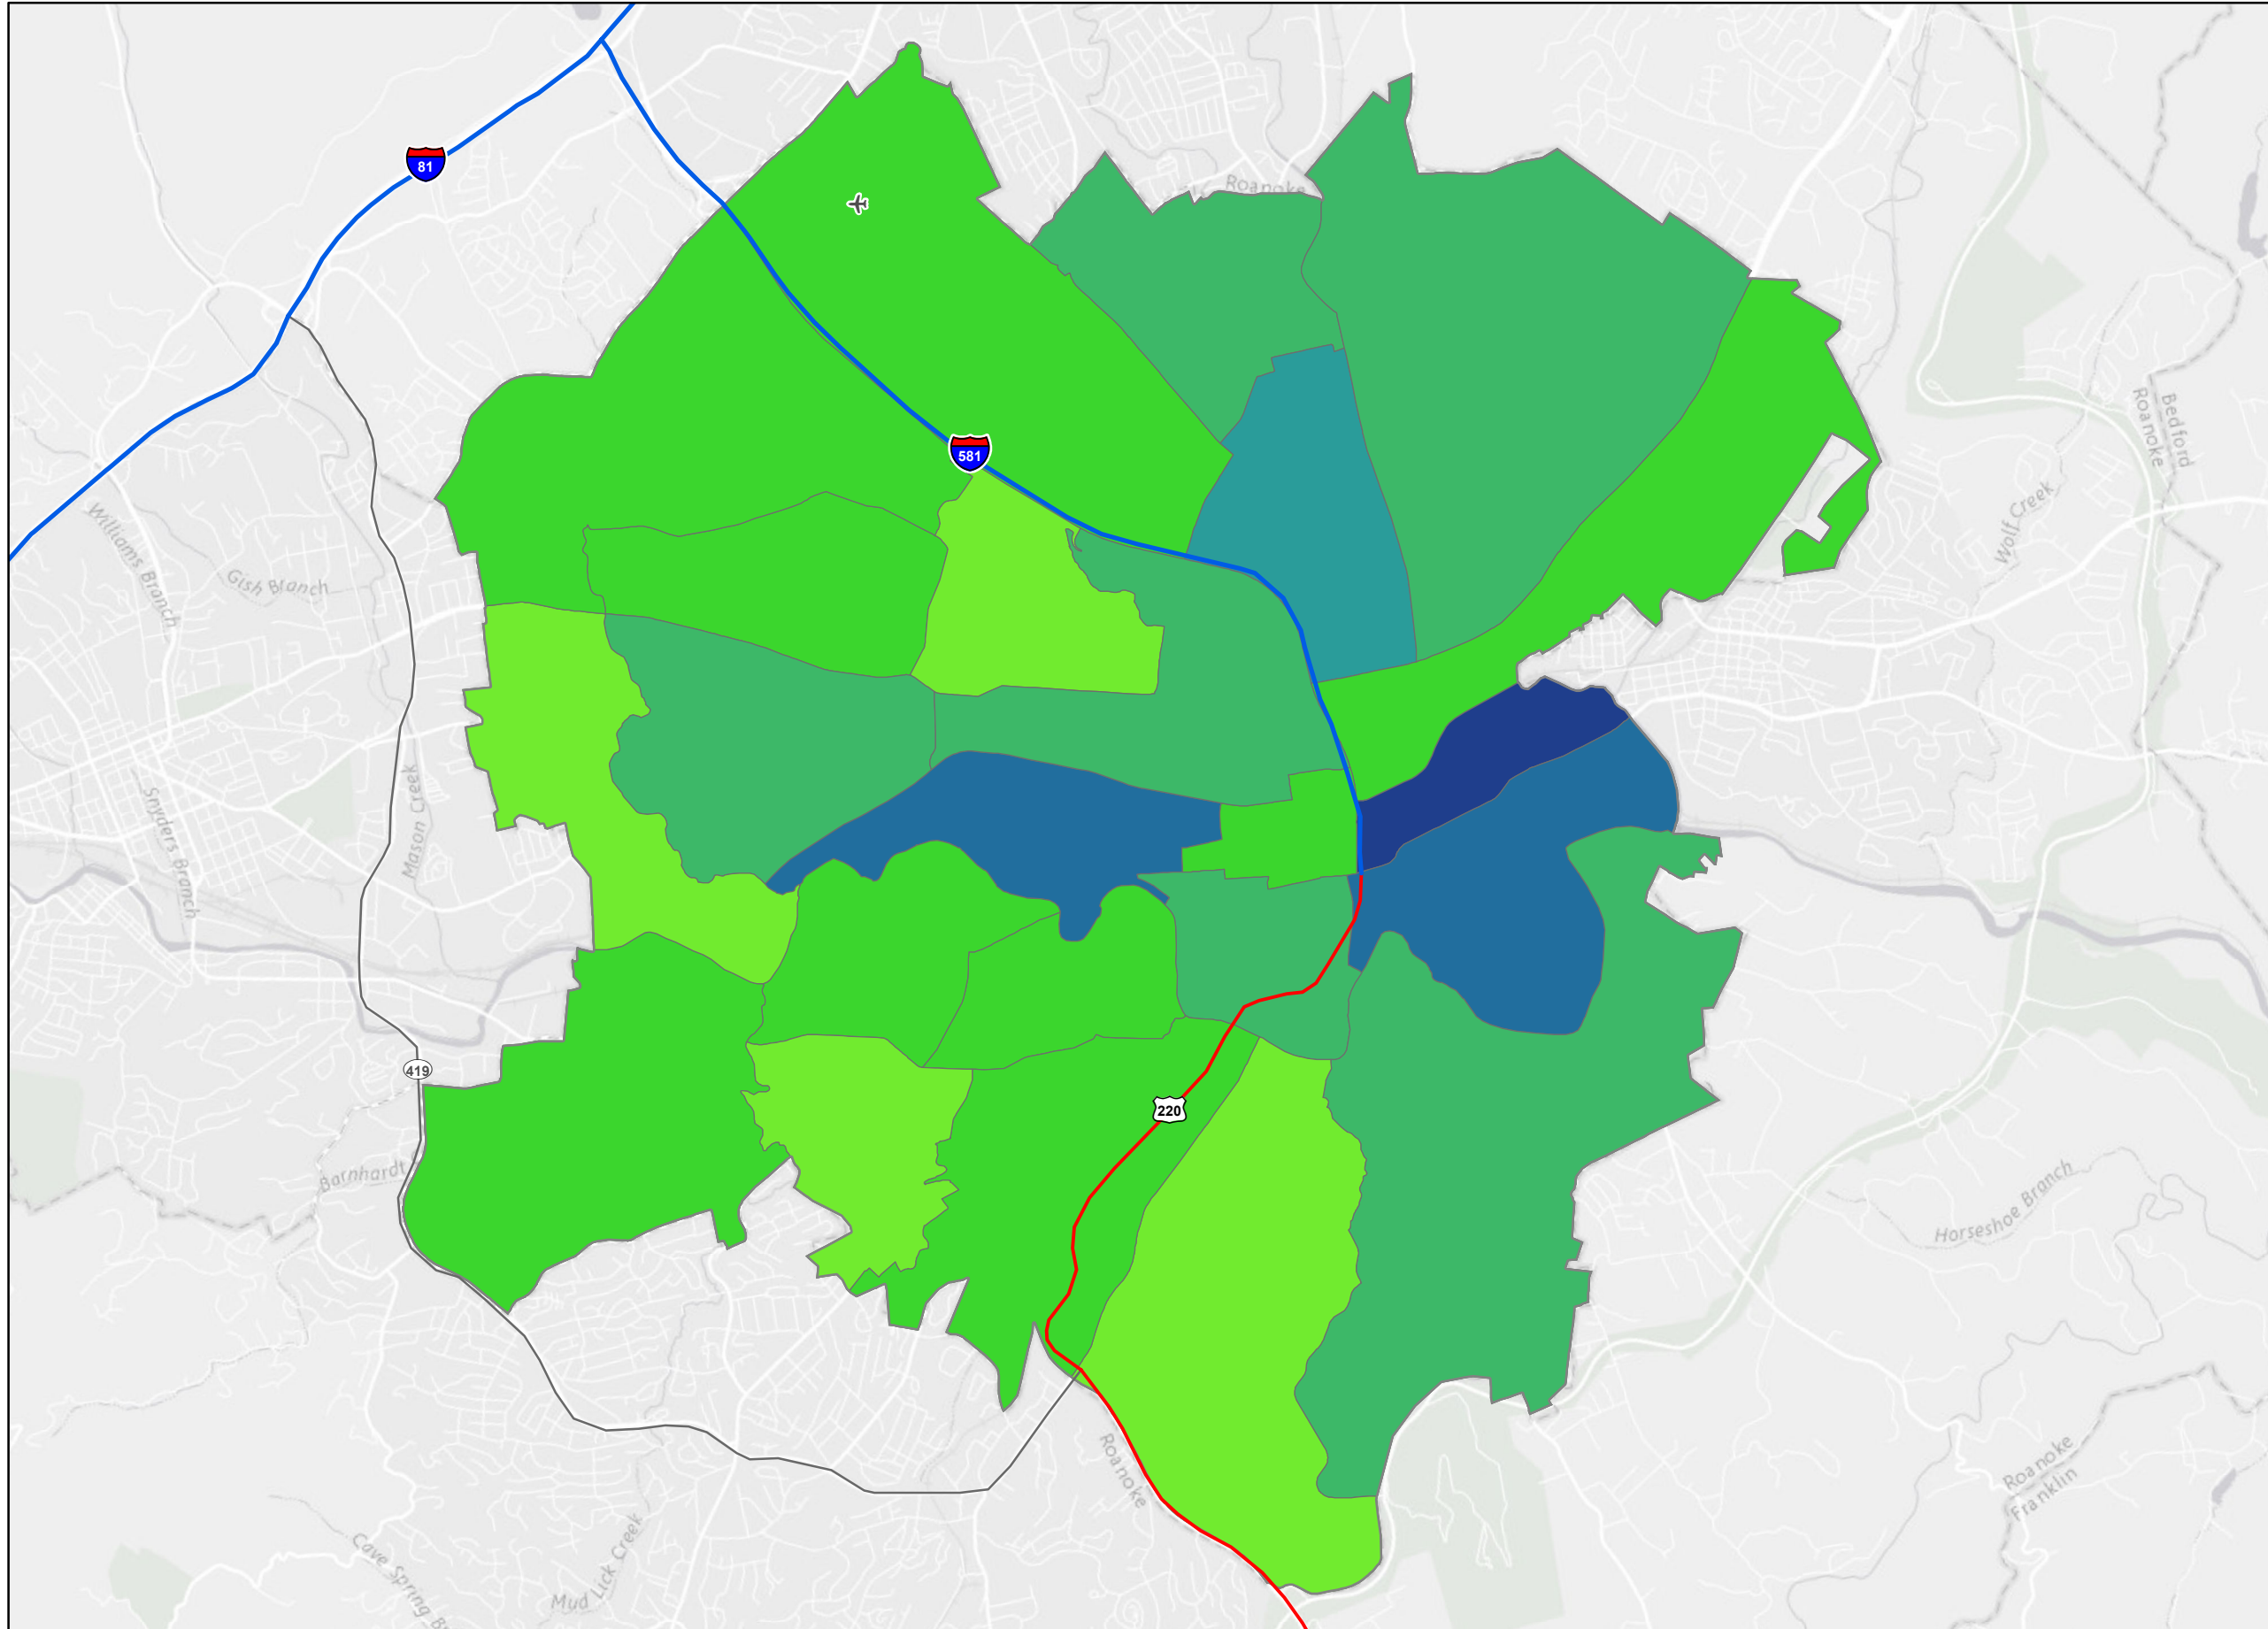 81
Roanoke
581
Bedford
Roanoke
Williams Branch
Gish Branch
Wolf Creek
Mason Creek
Snyders Branch
419
220
Barnhardt
Horseshoe Branch
Roanoke
Roanoke
Franklin
Cave Spring B
Mud Lick Creek